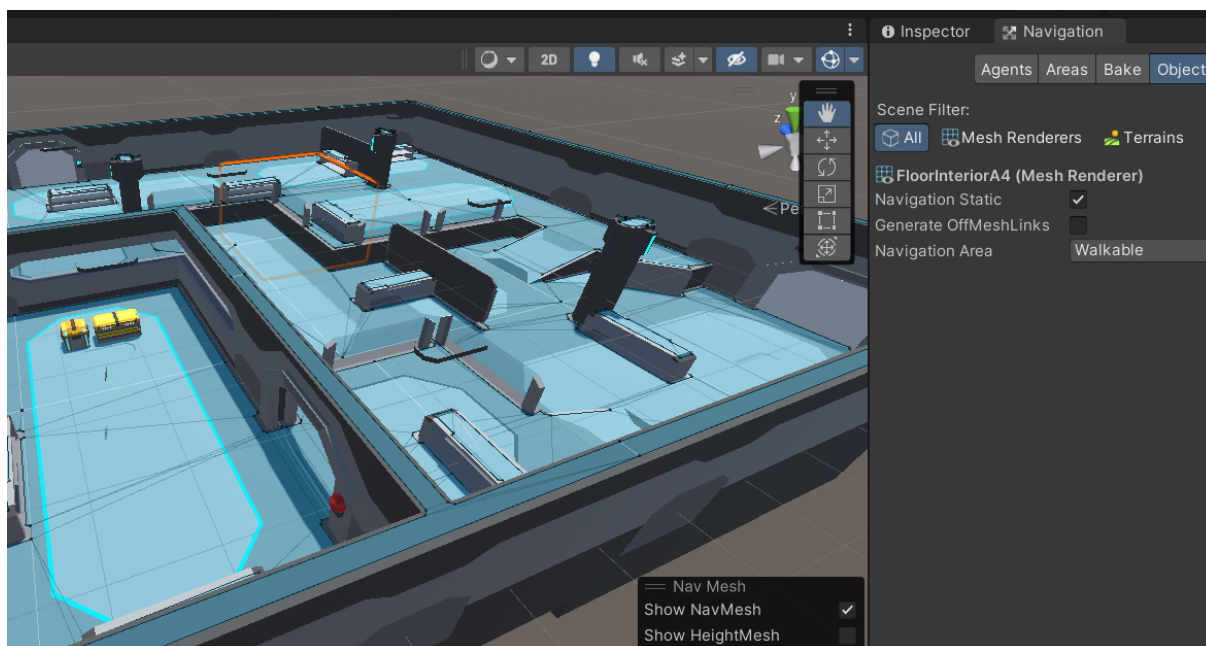 Inspector
Navigation
2D
Agents
Areas
Bake
Object
Scene Filter:
All
Mesh Renderers
Terrains
FloorInteriorA4 (Mesh Renderer)
Navigation Static
Generate OffMeshLinks
Navigation Area
Walkable
y
z
Pe
Nav Mesh
Show NavMesh
Show HeightMesh